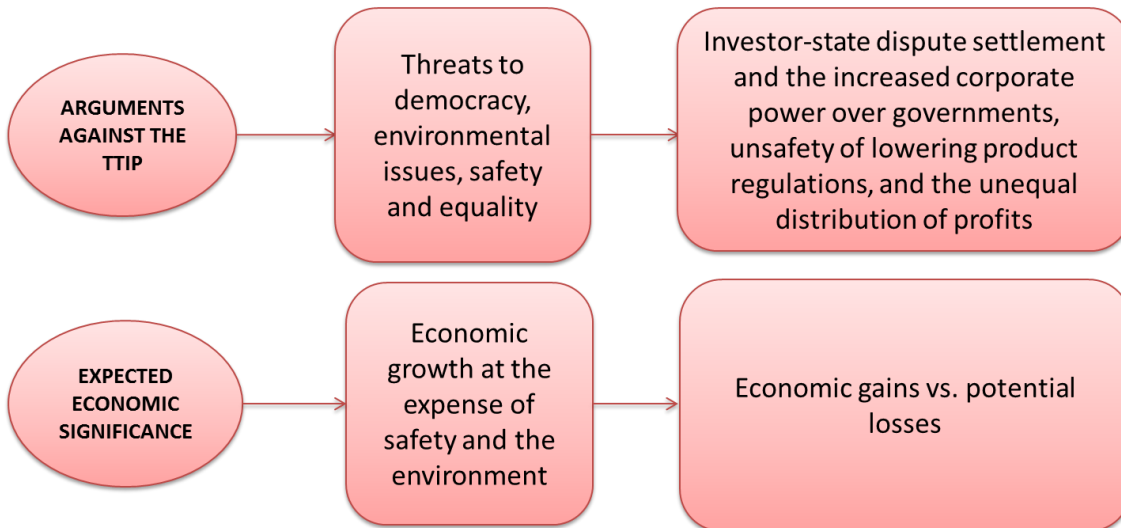 ARGUMENTS
AGAINST THE
TTIP
Threats to
democracy,
environmental
issues, safety
and equality
Investor-state dispute settlement
and the increased corporate
power over governments,
unsafety of lowering product
regulations, and the unequal
distribution of profits
EXPECTED
ECONOMIC
SIGNIFICANCE
Economic
growth at the
expense of
safety and the
environment
Economic gains vs. potential
losses